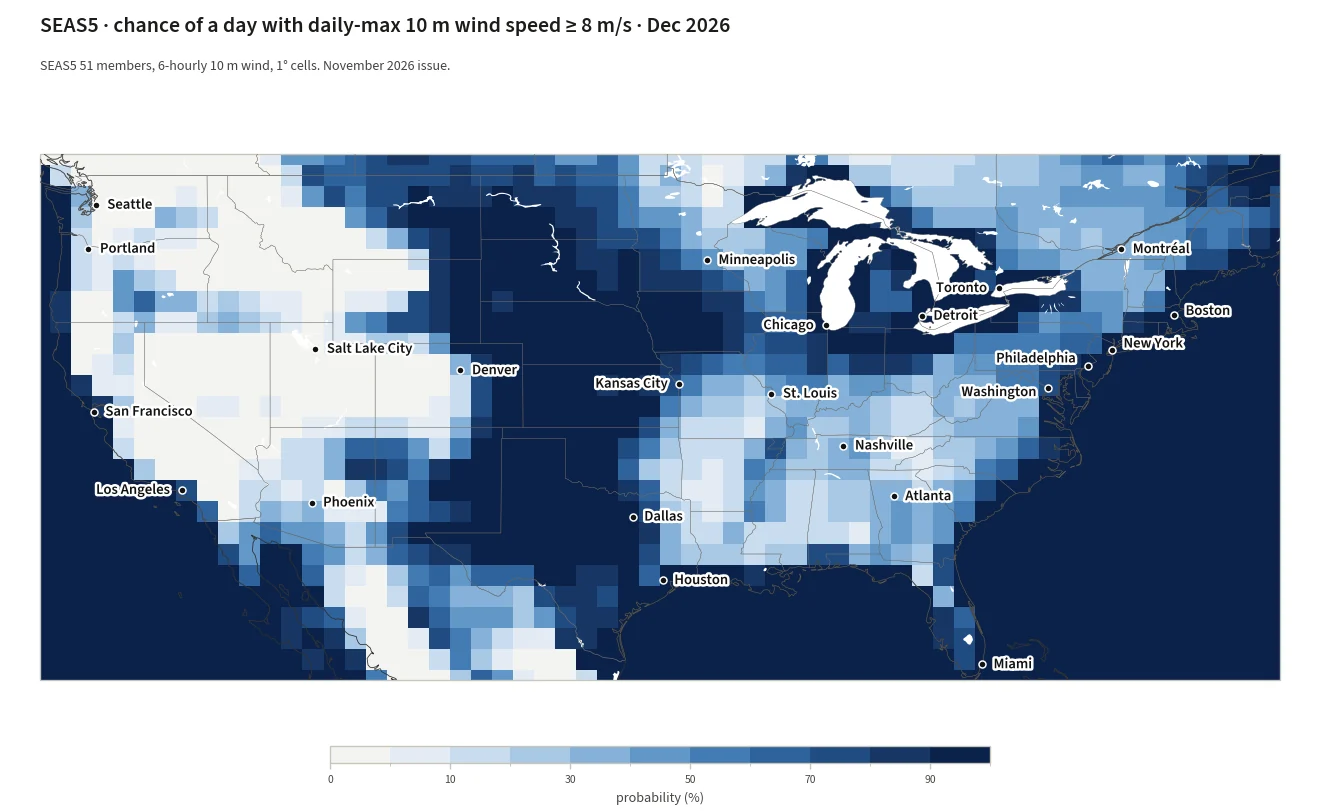 SEAS5 · chance of a day with daily-max 10 m wind speed ≥ 8 m/s · Dec 2026
SEAS5 51 members, 6-hourly 10 m wind, 1° cells. November 2026 issue.
Seattle
Portland
Montréal
Minneapolis
Toronto
Boston
Detroit
Chicago
New York
Salt Lake City
Philadelphia
Denver
Kansas City
St. Louis
Washington
San Francisco
Nashville
Los Angeles
Phoenix
Atlanta
Dallas
Houston
Miami
0 10 30 50 70 90
probability (%)